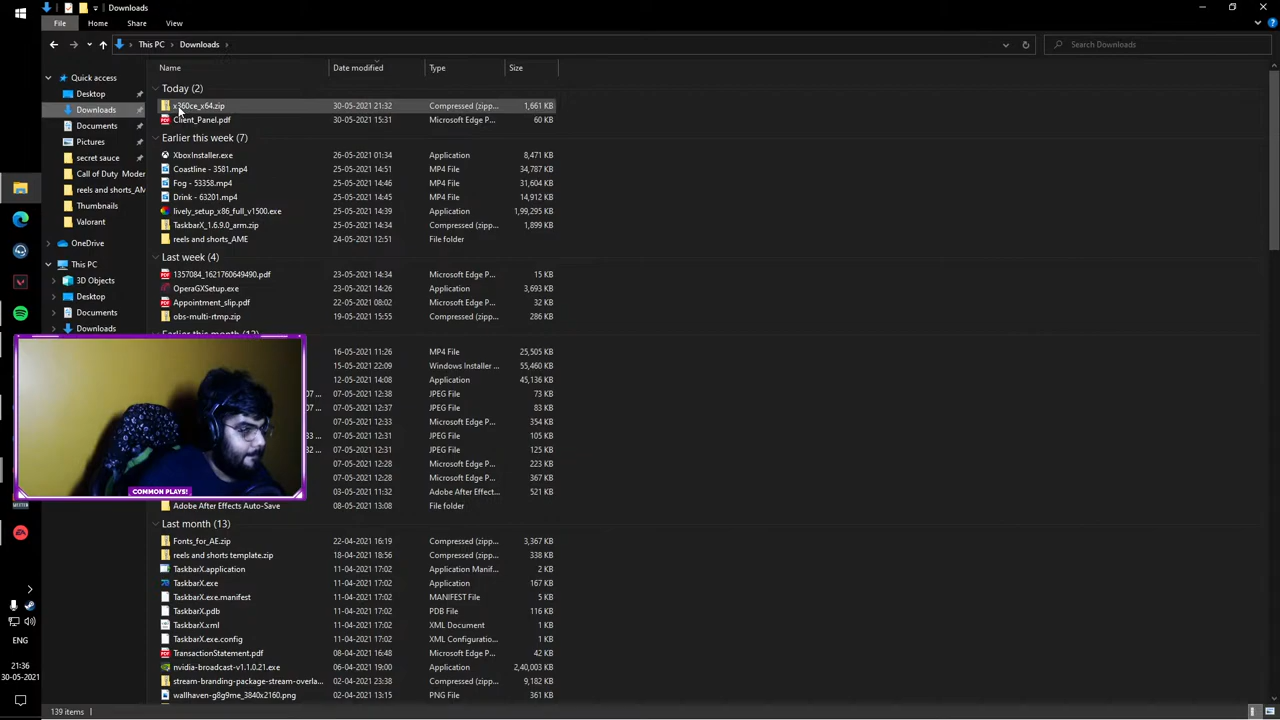 Downloads
File Home Share View
This PC > Downloads >
Search Downloads
Name Date modified Type Size
Quick access
Desktop
Downloads
Documents
Pictures
secret sauce
Call of Duty Moder
reels and shorts_AM
Thumbnails
Valorant
OneDrive
This PC
3D Objects
Desktop
Documents
Downloads
Today (2)
x360ce_x64.zip 30-05-2021 21:32 Compressed (zipp... 1,661 KB
Client_Panel.pdf 30-05-2021 15:31 Microsoft Edge P... 60 KB
Earlier this week (7)
XboxInstaller.exe 26-05-2021 01:34 Application 8,471 KB
Coastline - 3581.mp4 25-05-2021 14:51 MP4 File 34,787 KB
Fog - 53358.mp4 25-05-2021 14:46 MP4 File 31,604 KB
Drink - 63201.mp4 25-05-2021 14:45 MP4 File 14,912 KB
lively_setup_x86_full_v1500.exe 25-05-2021 14:39 Application 1,99,295 KB
TaskbarX_1.6.9.0_arm.zip 25-05-2021 14:34 Compressed (zipp... 1,899 KB
reels and shorts_AME 24-05-2021 12:51 File folder
Last week (4)
1357084_1621760649490.pdf 23-05-2021 14:34 Microsoft Edge P... 15 KB
OperaGXSetup.exe 23-05-2021 14:26 Application 3,693 KB
Appointment_slip.pdf 22-05-2021 08:02 Microsoft Edge P... 32 KB
obs-multi-rtmp.zip 19-05-2021 15:55 Compressed (zipp... 286 KB
Earlier this month (13)
16-05-2021 11:26 MP4 File 25,505 KB
15-05-2021 22:09 Windows Installer ... 55,460 KB
12-05-2021 14:08 Application 45,136 KB
07 ... 07-05-2021 12:38 JPEG File 73 KB
07 ... 07-05-2021 12:37 JPEG File 83 KB
07-05-2021 12:33 Microsoft Edge P... 354 KB
33 ... 07-05-2021 12:31 JPEG File 105 KB
32 ... 07-05-2021 12:31 JPEG File 125 KB
07-05-2021 12:28 Microsoft Edge P... 223 KB
07-05-2021 12:28 Microsoft Edge P... 367 KB
03-05-2021 11:32 Adobe After Effect... 521 KB
Adobe After Effects Auto-Save 08-05-2021 13:08 File folder
COMMON PLAYS!
Last month (13)
Fonts_for_AE.zip 22-04-2021 16:19 Compressed (zipp... 3,367 KB
reels and shorts template.zip 18-04-2021 18:56 Compressed (zipp... 338 KB
TaskbarX.application 11-04-2021 17:02 Application Manif... 2 KB
TaskbarX.exe 11-04-2021 17:02 Application 167 KB
TaskbarX.exe.manifest 11-04-2021 17:02 MANIFEST File 5 KB
TaskbarX.pdb 11-04-2021 17:02 PDB File 116 KB
TaskbarX.xml 11-04-2021 17:02 XML Document 1 KB
TaskbarX.exe.config 11-04-2021 17:02 XML Configuratio... 1 KB
TransactionStatement.pdf 08-04-2021 16:48 Microsoft Edge P... 32 KB
nvidia-broadcast-v1.1.0.21.exe 06-04-2021 19:00 Application 2,40,003 KB
stream-branding-package-stream-overla... 02-04-2021 23:38 Compressed (zipp... 9,182 KB
wallhaven-g8g9me_3840x2160.png 02-04-2021 13:15 PNG File 361 KB
ENG
21:36
30-05-2021
139 items